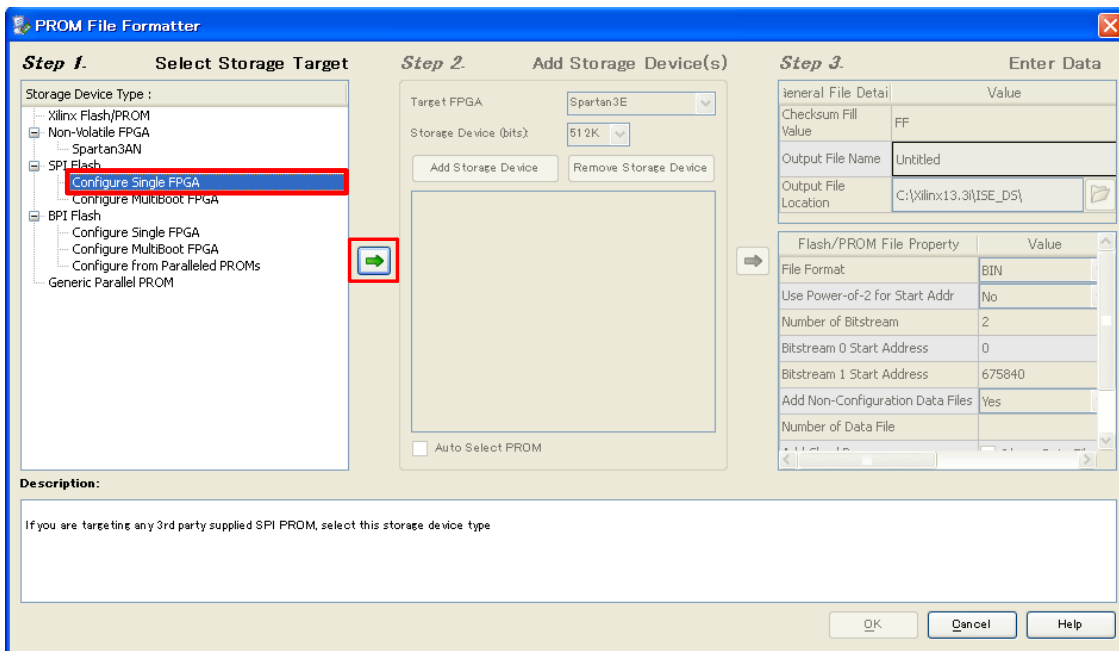 PROM File Formatter
Step 1. Select Storage Target
Storage Device Type :
Xilinx Flash/PROM
Non-Volatile FPGA
Spartan3AN
SPI Flash
Configure Single FPGA
Configure MultiBoot FPGA
BPI Flash
Configure Single FPGA
Configure MultiBoot FPGA
Configure from Paralleled PROMs
Generic Parallel PROM
Step 2. Add Storage Device(s)
Target FPGA Spartan3E
Storage Device (bits): 512K
Add Storage Device Remove Storage Device
Auto Select PROM
Step 3. Enter Data
General File Detai Value
Checksum Fill
Value FF
Output File Name Untitled
Output File
Location C:\Xilinx13.3i\ISE_DS\
Flash/PROM File Property Value
File Format BIN
Use Power-of-2 for Start Addr No
Number of Bitstream 2
Bitstream 0 Start Address 0
Bitstream 1 Start Address 675840
Add Non-Configuration Data Files Yes
Number of Data File
Description:
If you are targeting any 3rd party supplied SPI PROM, select this storage device type
OK Cancel Help